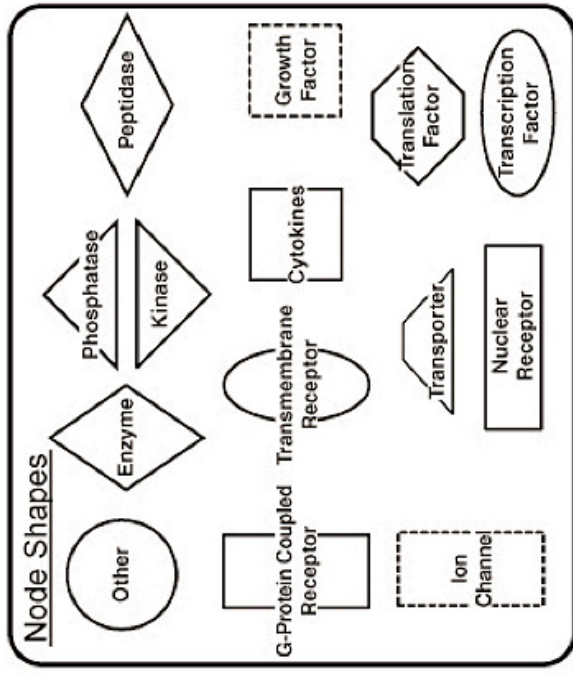 Node Shapes
Other
Enzyme
Phosphatase
Kinase
Peptidase
G-Protein Coupled
Receptor
Transmembrane
Receptor
Cytokines
Growth
Factor
Ion
Channel
Transporter
Translation
Factor
Nuclear
Receptor
Transcription
Factor